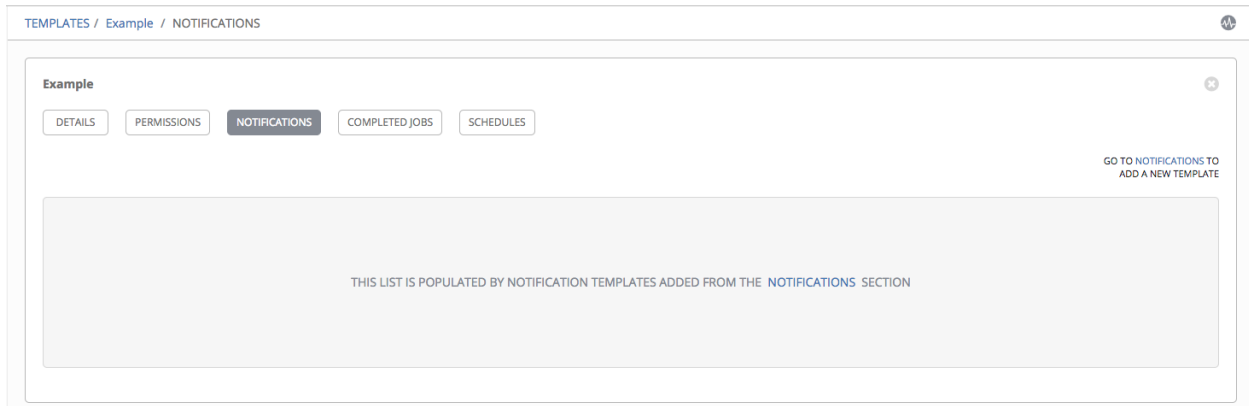 TEMPLATES / Example / NOTIFICATIONS
Example
DETAILS PERMISSIONS NOTIFICATIONS COMPLETED JOBS SCHEDULES
GO TO NOTIFICATIONS TO
ADD A NEW TEMPLATE
THIS LIST IS POPULATED BY NOTIFICATION TEMPLATES ADDED FROM THE NOTIFICATIONS SECTION